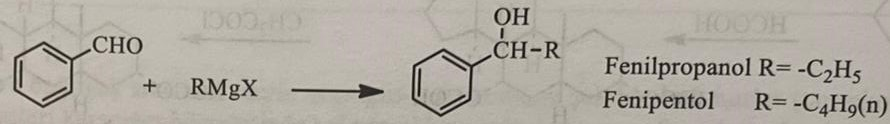 OH
CHO
CH-R
+ RMgX
Fenilpropanol R= -C₂H₅
Fenipentol R= -C₄H₉(n)